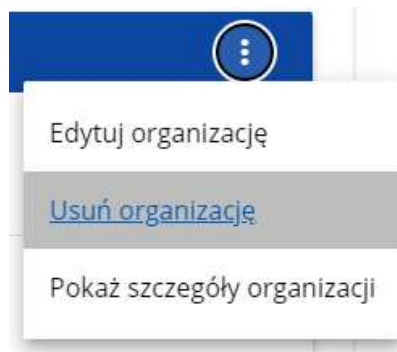 Edytuj organizację
Usuń organizację
Pokaż szczegóły organizacji